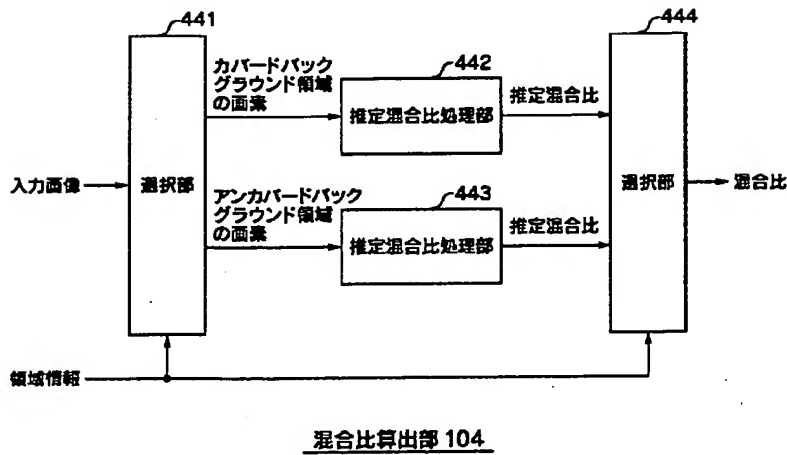 441
444
カバードバック
グラウンド領域
の画素
442
推定混合比処理部
推定混合比
入力画像
選択部
選択部
混合比
アンカバードバック
グラウンド領域
の画素
443
推定混合比処理部
推定混合比
領域情報
混合比算出部 104